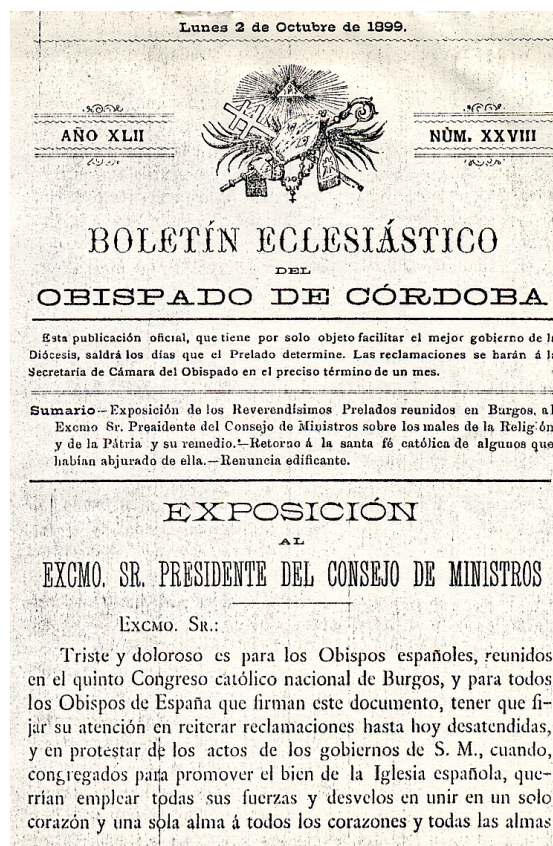 Lunes 2 de Octubre de 1899.
AÑO XLII
NÙM. XXVIII
BOLETÍN ECLESIÁSTICO
DEL
OBISPADO DE CÓRDOBA
Esta publicación oficial, que tiene por solo objeto facilitar el mejor gobierno de l
Diócesis, saldrá los días que el Prelado determine. Las reclamaciones se harán á l
Secretaría de Cámara del Obispado en el preciso término de un mes.
Sumario—Exposición de los Reverendísimos Prelados reunidos en Burgos, al
Excmo Sr. Presidente del Consejo de Ministros sobre los males de la Religión
y de la Pátria y su remedio.—Retorno á la santa fé católica de algunos que
habían abjurado de ella.—Renuncia edificante.
EXPOSICIÓN
AL
EXCMO. SR. PRESIDENTE DEL CONSEJO DE MINISTROS
EXCMO. SR.:
Triste y doloroso es para los Obispos españoles, reunidos
en el quinto Congreso católico nacional de Burgos, y para todos
los Obispos de España que firman este documento, tener que fi-
jar su atención en reiterar reclamaciones hasta hoy desatendidas,
y en protestar de los actos de los gobiernos de S. M., cuando,
congregados para promover el bien de la Iglesia española, que-
rrían emplear todas sus fuerzas y desvelos en unir en un solo
corazón y una sola alma á todos los corazones y todas las almas